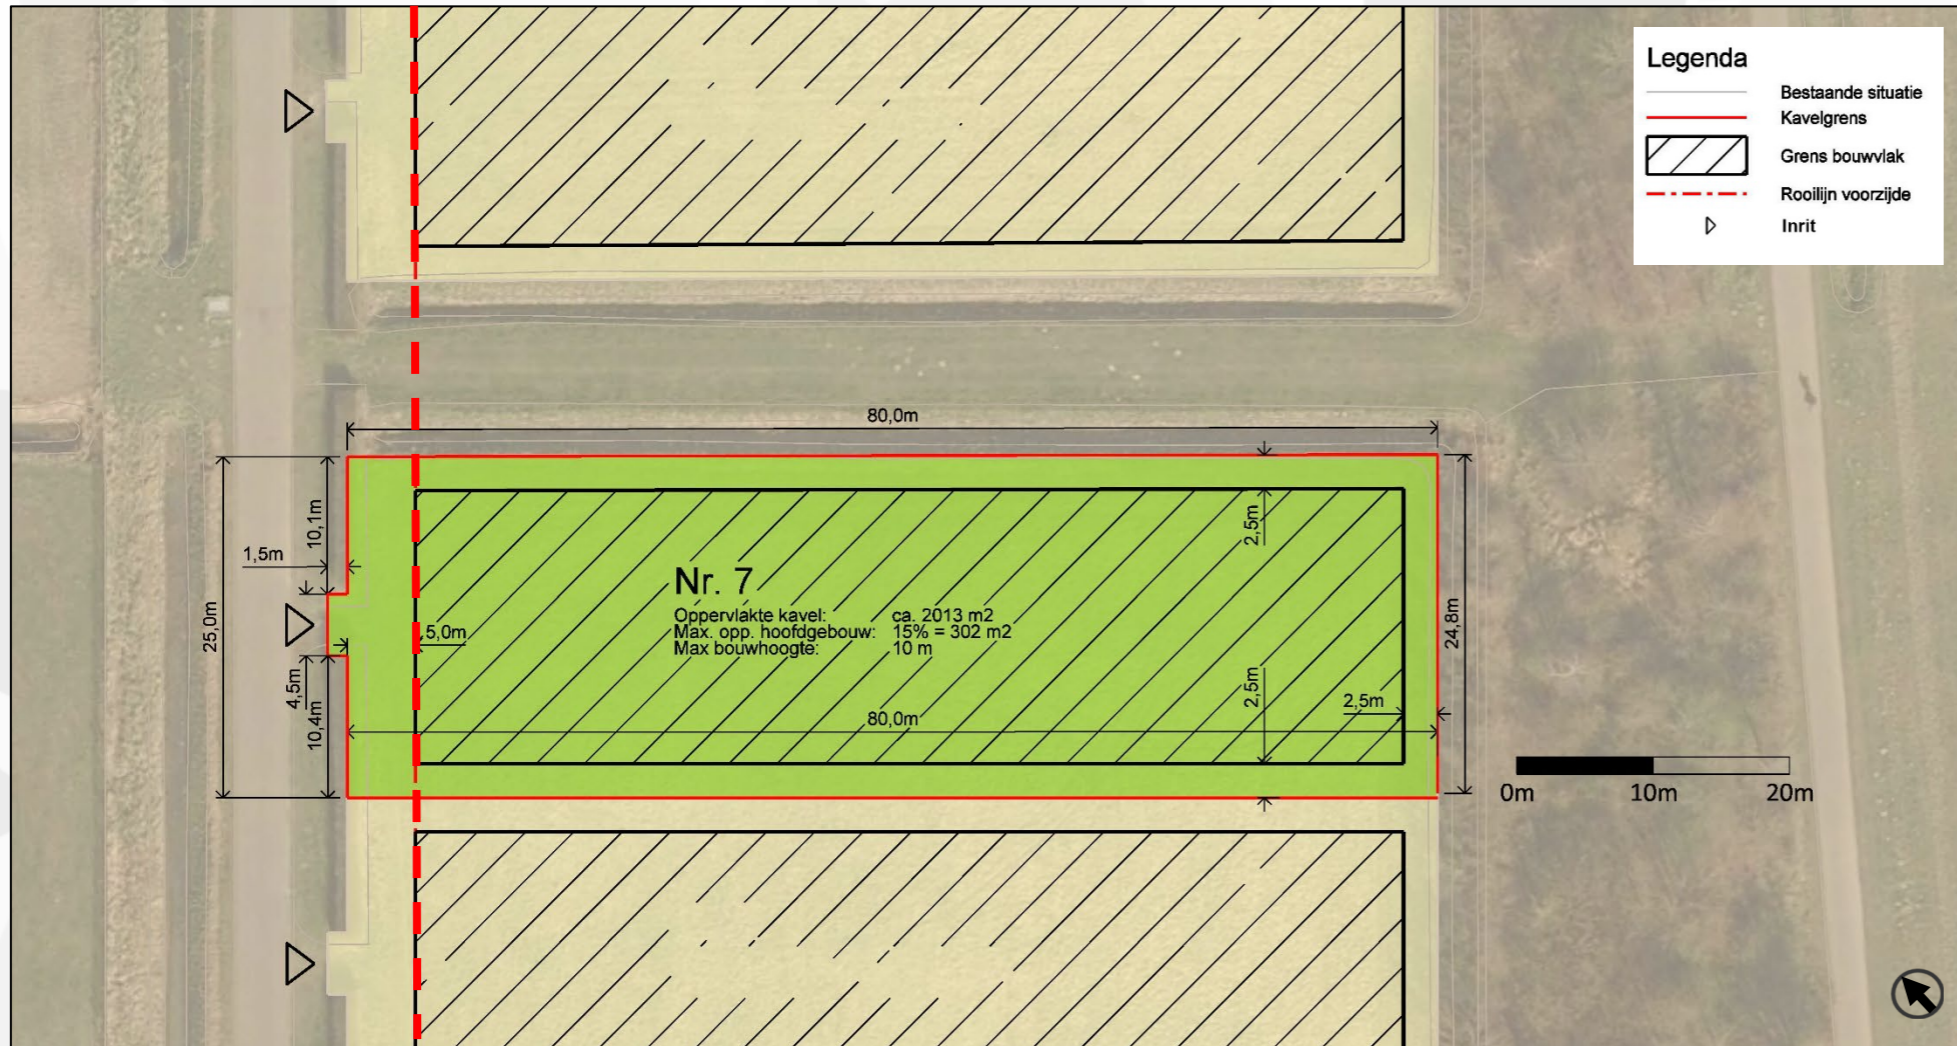 Legenda
Bestaande situatie
Kavelgrens
Grens bouwvlak
Rooilijn voorzijde
Inrit
80,0m
10,1m
1,5m
25,0m
4,5m
10,4m
5,0m
Nr. 7
Oppervlakte kavel: ca. 2013 m2
Max. opp. hoofdgebouw: 15% = 302 m2
Max bouwhoogte: 10 m
2,5m
2,5m
2,5m
80,0m
24,8m
0m 10m 20m